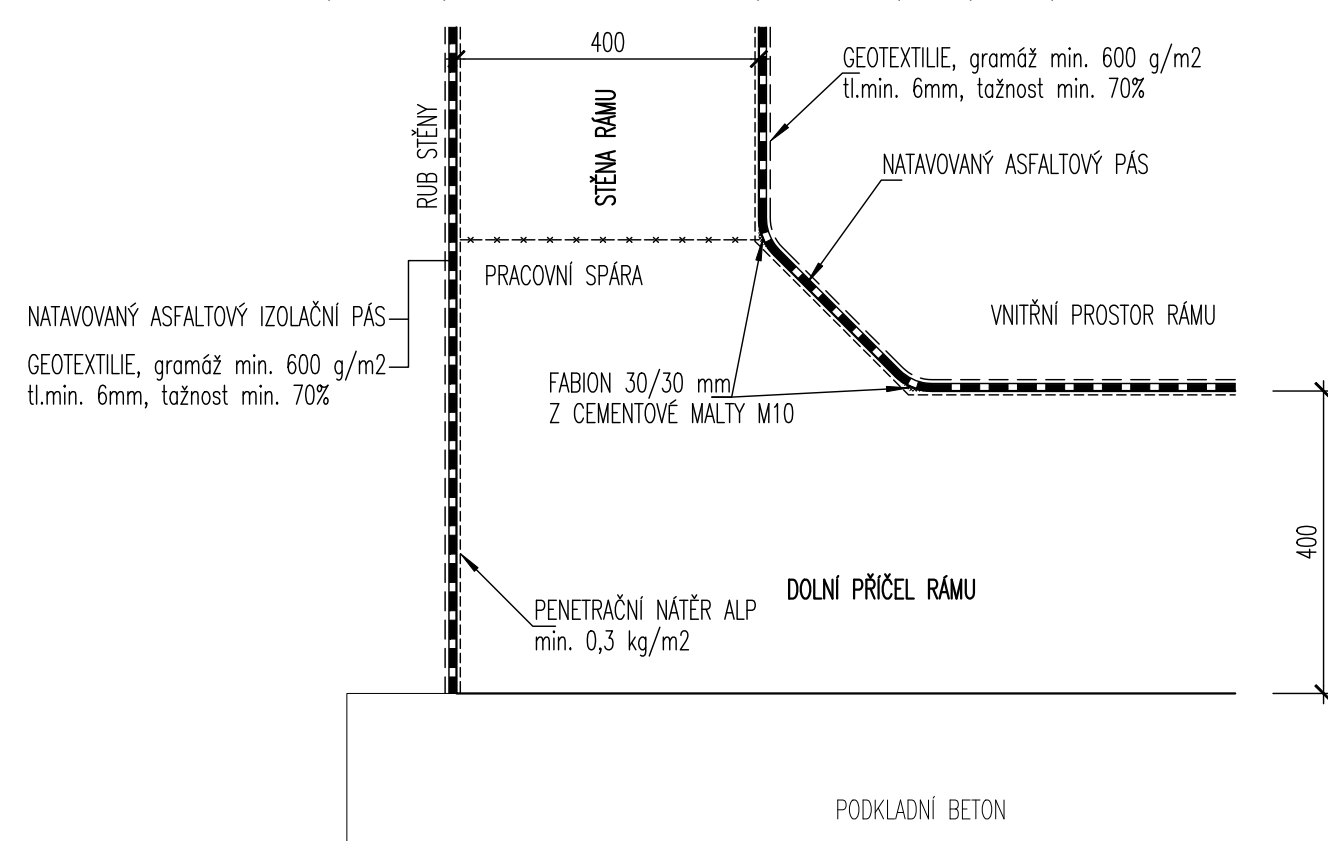 400
GEOTEXTILIE, gramáž min. 600 g/m2
tl.min. 6mm, tažnost min. 70%
RUB STĚNY
STĚNA RÁMU
NATAVOVANÝ ASFALTOVÝ PÁS
PRACOVNÍ SPÁRA
NATAVOVANÝ ASFALTOVÝ IZOLAČNÍ PÁS
VNITŘNÍ PROSTOR RÁMU
GEOTEXTILIE, gramáž min. 600 g/m2
tl.min. 6mm, tažnost min. 70%
FABION 30/30 mm
Z CEMENTOVÉ MALTY M10
400
DOLNÍ PŘÍČEL RÁMU
PENETRAČNÍ NÁTĚR ALP
min. 0,3 kg/m2
PODKLADNÍ BETON